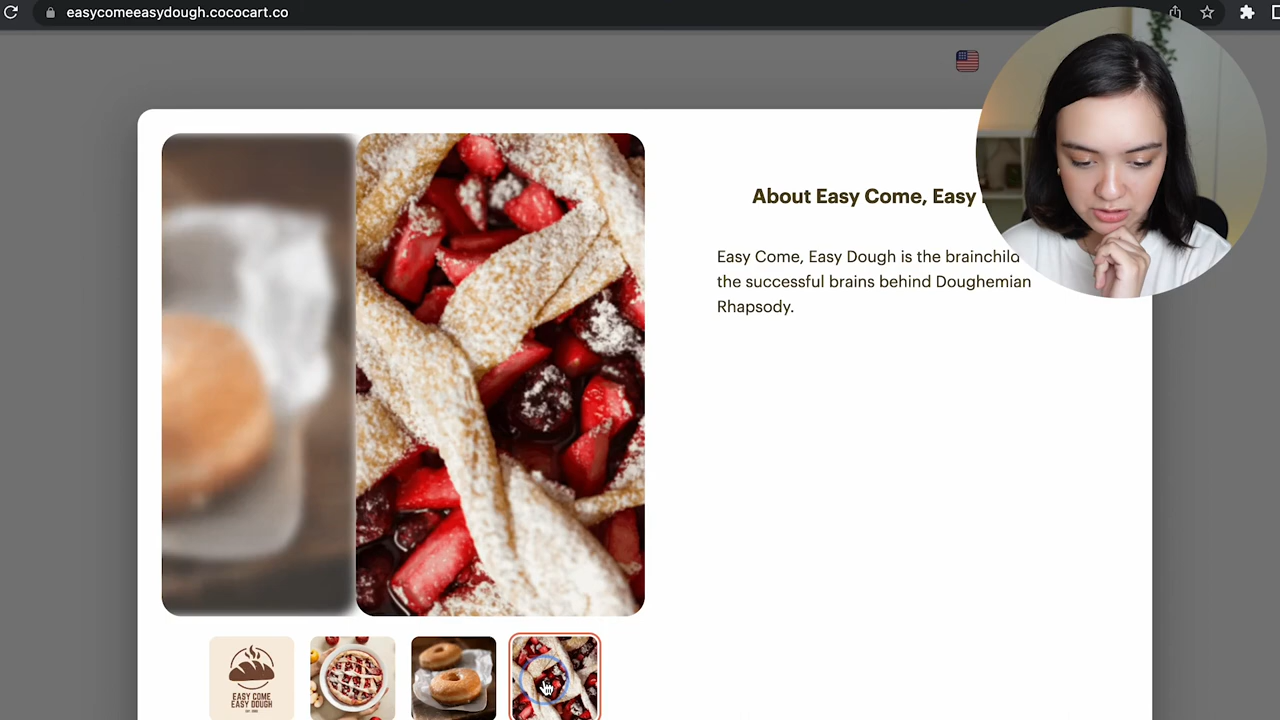 easycomeeasydough.cococart.co
About Easy Come, Easy
Easy Come, Easy Dough is the brainchild
the successful brains behind Doughemian
Rhapsody.
EASY COME
EASY DOUGH